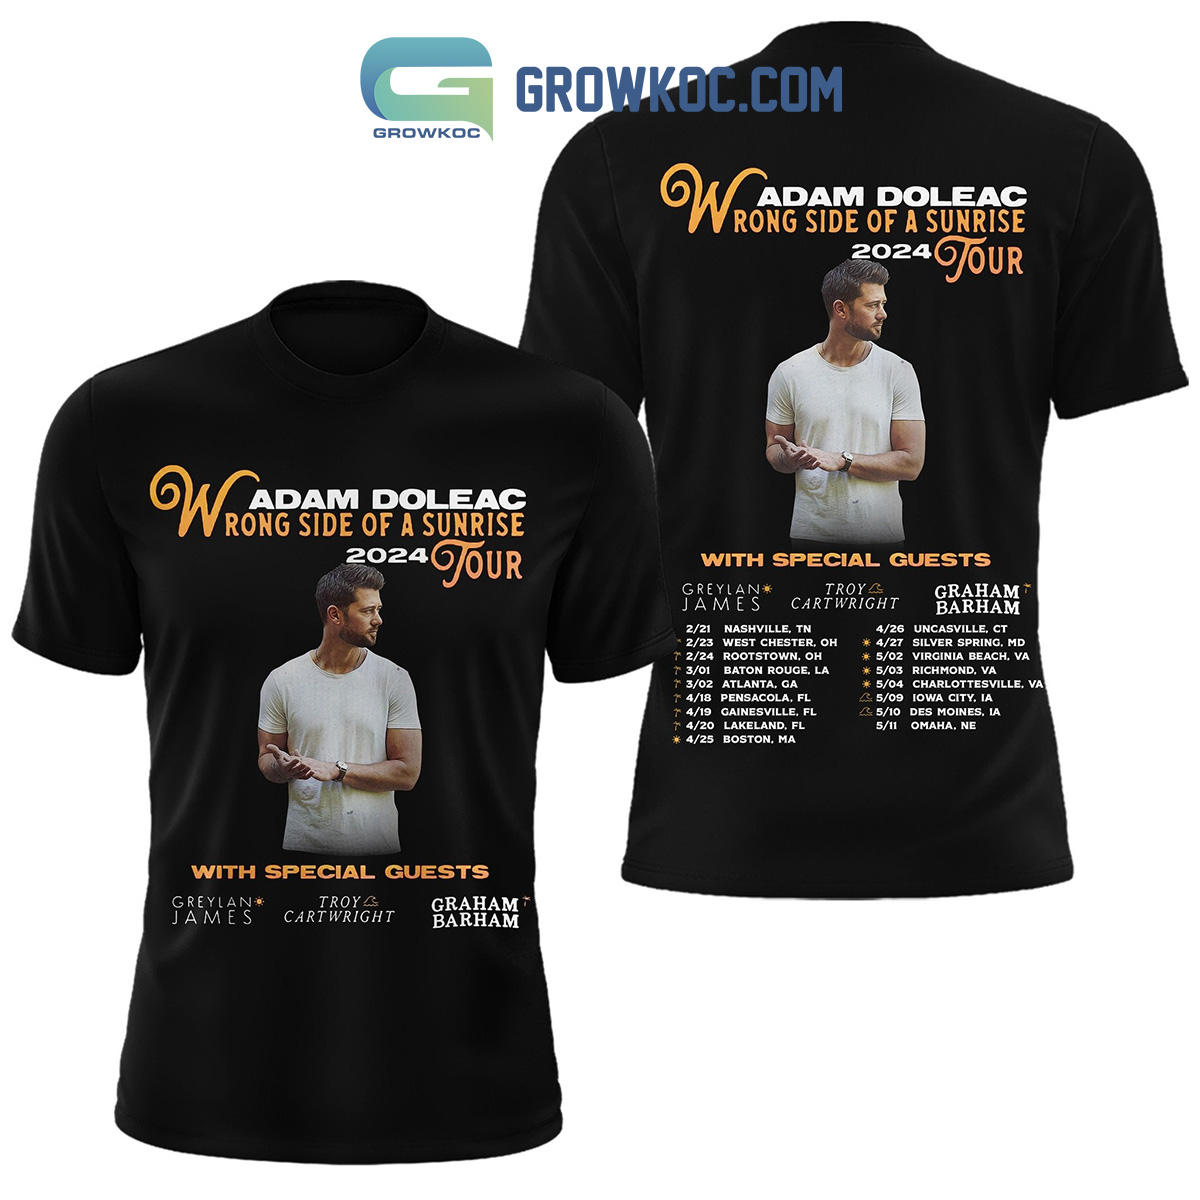 GROWKOC
GROWKOC.COM
ADAM DOLEAC
WRONG SIDE OF A SUNRISE
2024 TOUR
WITH SPECIAL GUESTS
GREYLAN
JAMES
TROY
CARTWRIGHT
GRAHAM
BARHAM
ADAM DOLEAC
WRONG SIDE OF A SUNRISE
2024 TOUR
WITH SPECIAL GUESTS
GREYLAN
JAMES
TROY
CARTWRIGHT
GRAHAM
BARHAM
2/21 NASHVILLE, TN
2/23 WEST CHESTER, OH
2/24 ROOTSTOWN, OH
3/01 BATON ROUGE, LA
3/02 ATLANTA, GA
4/18 PENSACOLA, FL
4/19 GAINESVILLE, FL
4/20 LAKELAND, FL
4/25 BOSTON, MA
4/26 UNCASVILLE, CT
4/27 SILVER SPRING, MD
5/02 VIRGINIA BEACH, VA
5/03 RICHMOND, VA
5/04 CHARLOTTESVILLE, VA
5/09 IOWA CITY, IA
5/10 DES MOINES, IA
5/11 OMAHA, NE